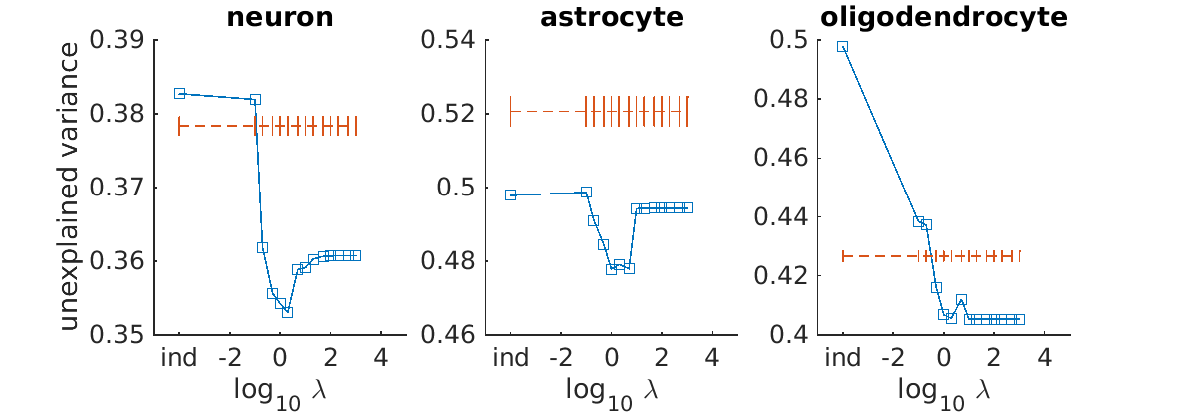 neuron
astrocyte
oligodendrocyte
unexplained variance
0.39
0.38
0.37
0.36
0.35
ind -2 0 2 4
log10 λ
0.54
0.52
0.5
0.48
0.46
ind -2 0 2 4
log10 λ
0.5
0.48
0.46
0.44
0.42
0.4
ind -2 0 2 4
log10 λ